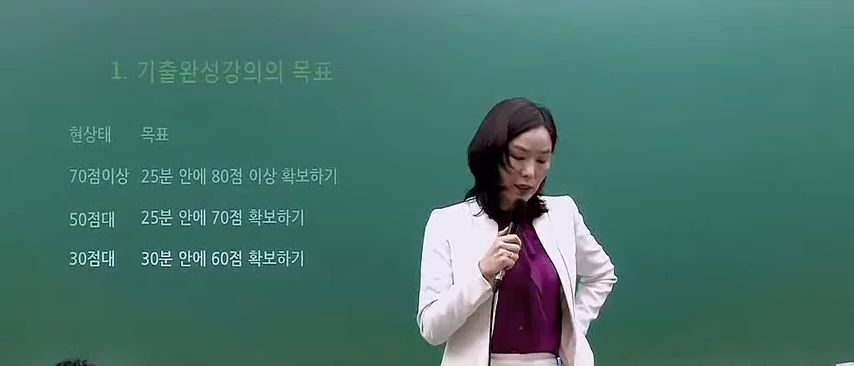 1. 기출완성강의의 목표
현상태 목표
70점이상 25분 안에 80점 이상 확보하기
50점대 25분 안에 70점 확보하기
30점대 30분 안에 60점 확보하기